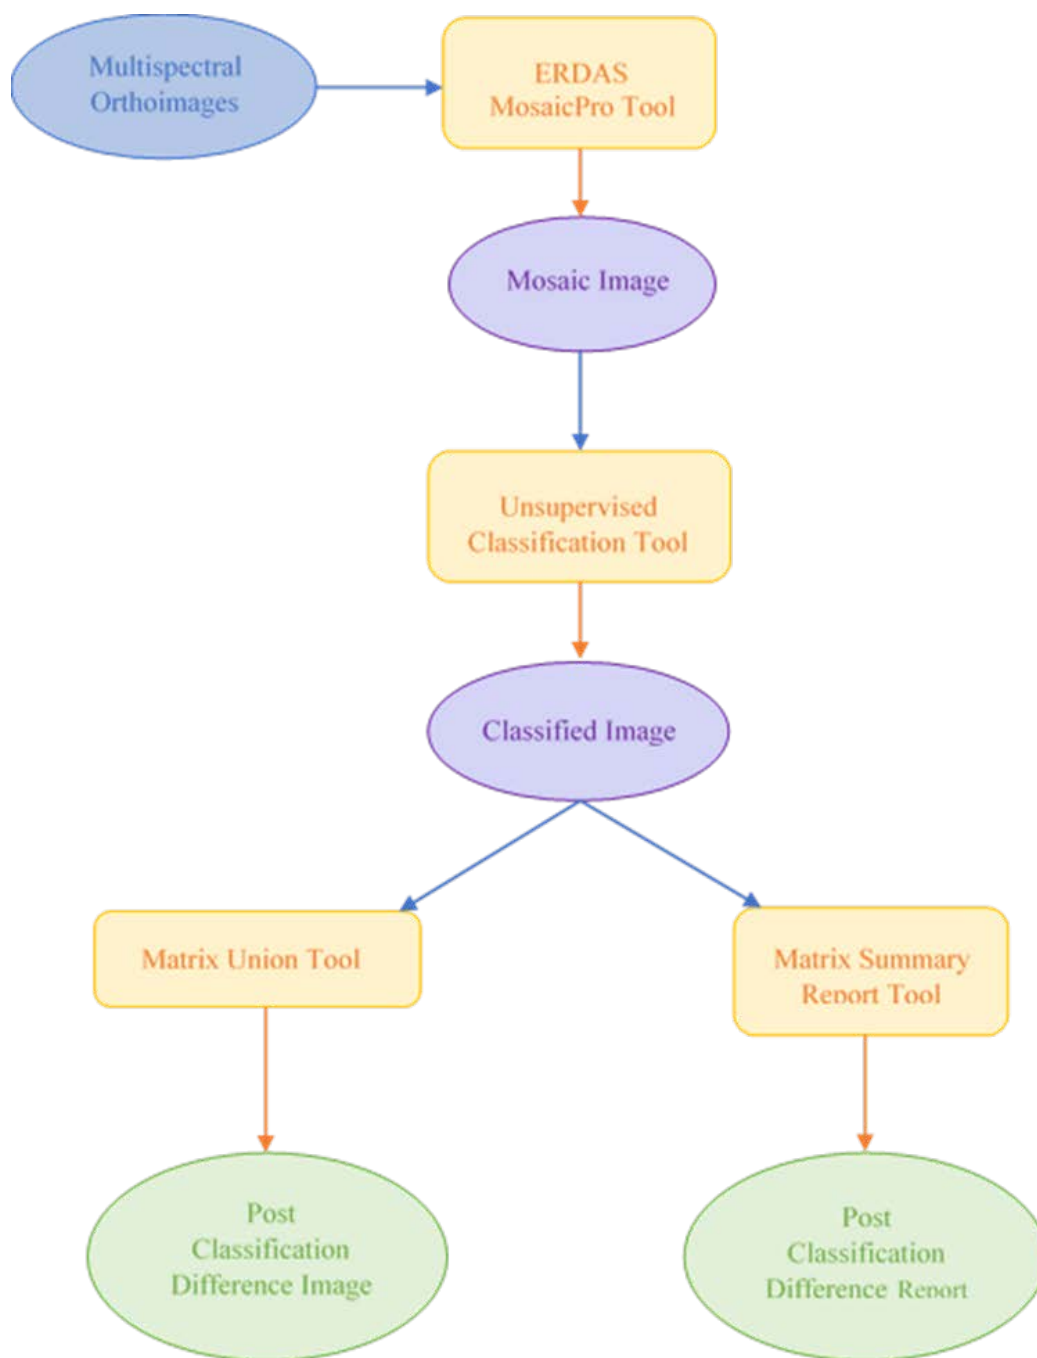 Multispectral
Orthoimages
ERDAS
MosaicPro Tool
Mosaic Image
Unsupervised
Classification Tool
Classified Image
Matrix Union Tool
Matrix Summary
Report Tool
Post
Classification
Difference Image
Post
Classification
Difference Report